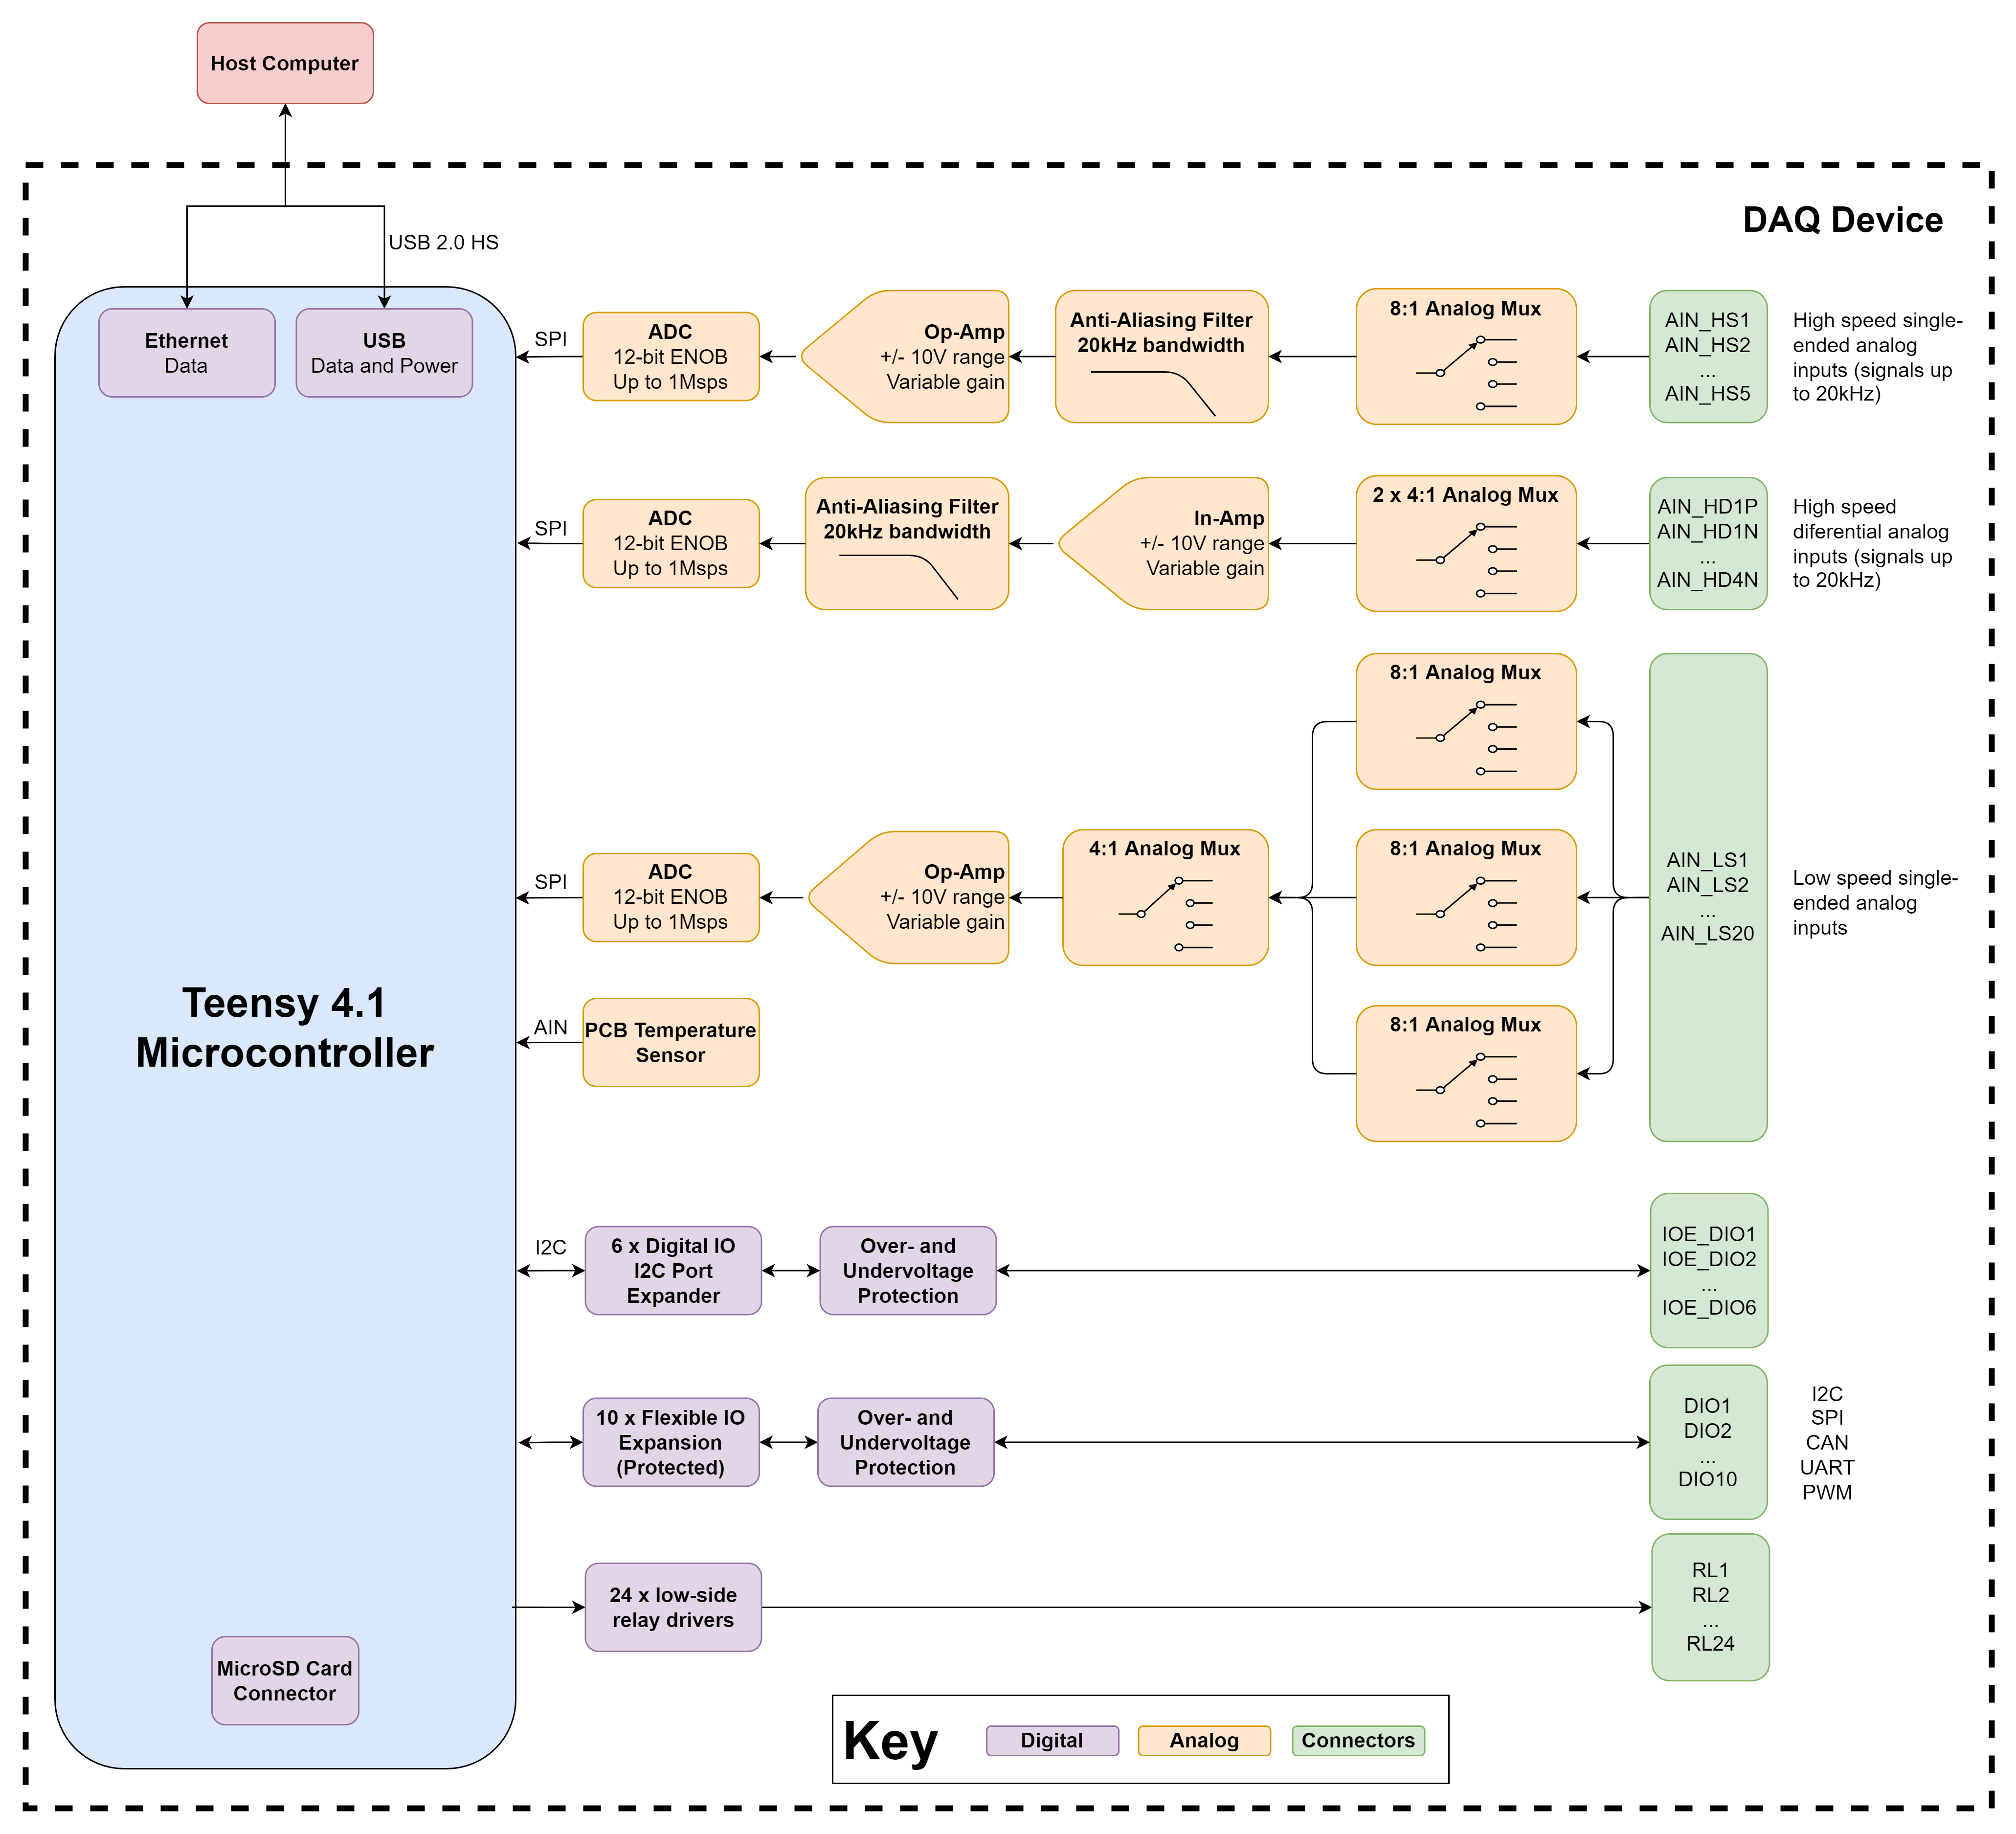 Host Computer
DAQ Device
USB 2.0 HS
Ethernet
Data
USB
Data and Power
Teensy 4.1
Microcontroller
MicroSD Card
Connector
SPI
ADC
12-bit ENOB
Up to 1Msps
Op-Amp
+/- 10V range
Variable gain
Anti-Aliasing Filter
20kHz bandwidth
8:1 Analog Mux
AIN_HS1
AIN_HS2
...
AIN_HS5
High speed single-
ended analog
inputs (signals up
to 20kHz)
SPI
ADC
12-bit ENOB
Up to 1Msps
Anti-Aliasing Filter
20kHz bandwidth
In-Amp
+/- 10V range
Variable gain
2 x 4:1 Analog Mux
AIN_HD1P
AIN_HD1N
...
AIN_HD4N
High speed
diferential analog
inputs (signals up
to 20kHz)
SPI
ADC
12-bit ENOB
Up to 1Msps
Op-Amp
+/- 10V range
Variable gain
4:1 Analog Mux
8:1 Analog Mux
8:1 Analog Mux
8:1 Analog Mux
AIN_LS1
AIN_LS2
...
AIN_LS20
Low speed single-
ended analog
inputs
AIN
PCB Temperature
Sensor
I2C
6 x Digital IO
I2C Port
Expander
Over- and
Undervoltage
Protection
IOE_DIO1
IOE_DIO2
...
IOE_DIO6
10 x Flexible IO
Expansion
(Protected)
Over- and
Undervoltage
Protection
DIO1
DIO2
...
DIO10
I2C
SPI
CAN
UART
PWM
24 x low-side
relay drivers
RL1
RL2
...
RL24
Key
Digital
Analog
Connectors